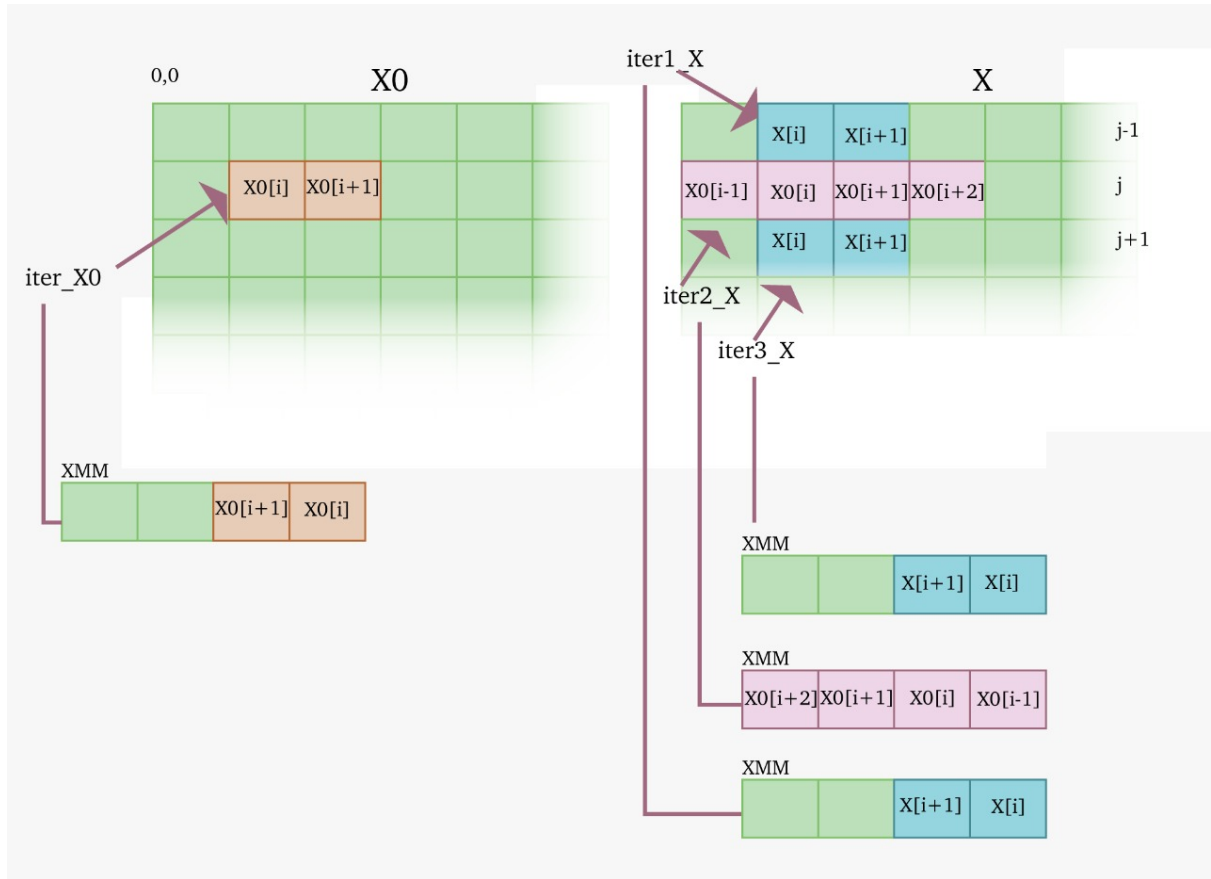 iter1_X
0,0
X0
X
X[i] X[i+1]
j-1
X0[i] X0[i+1]
X0[i-1] X0[i] X0[i+1] X0[i+2]
j
X[i] X[i+1]
j+1
iter_X0
iter2_X
iter3_X
XMM
X0[i+1] X0[i]
XMM
X[i+1] X[i]
XMM
X0[i+2] X0[i+1] X0[i] X0[i-1]
XMM
X[i+1] X[i]